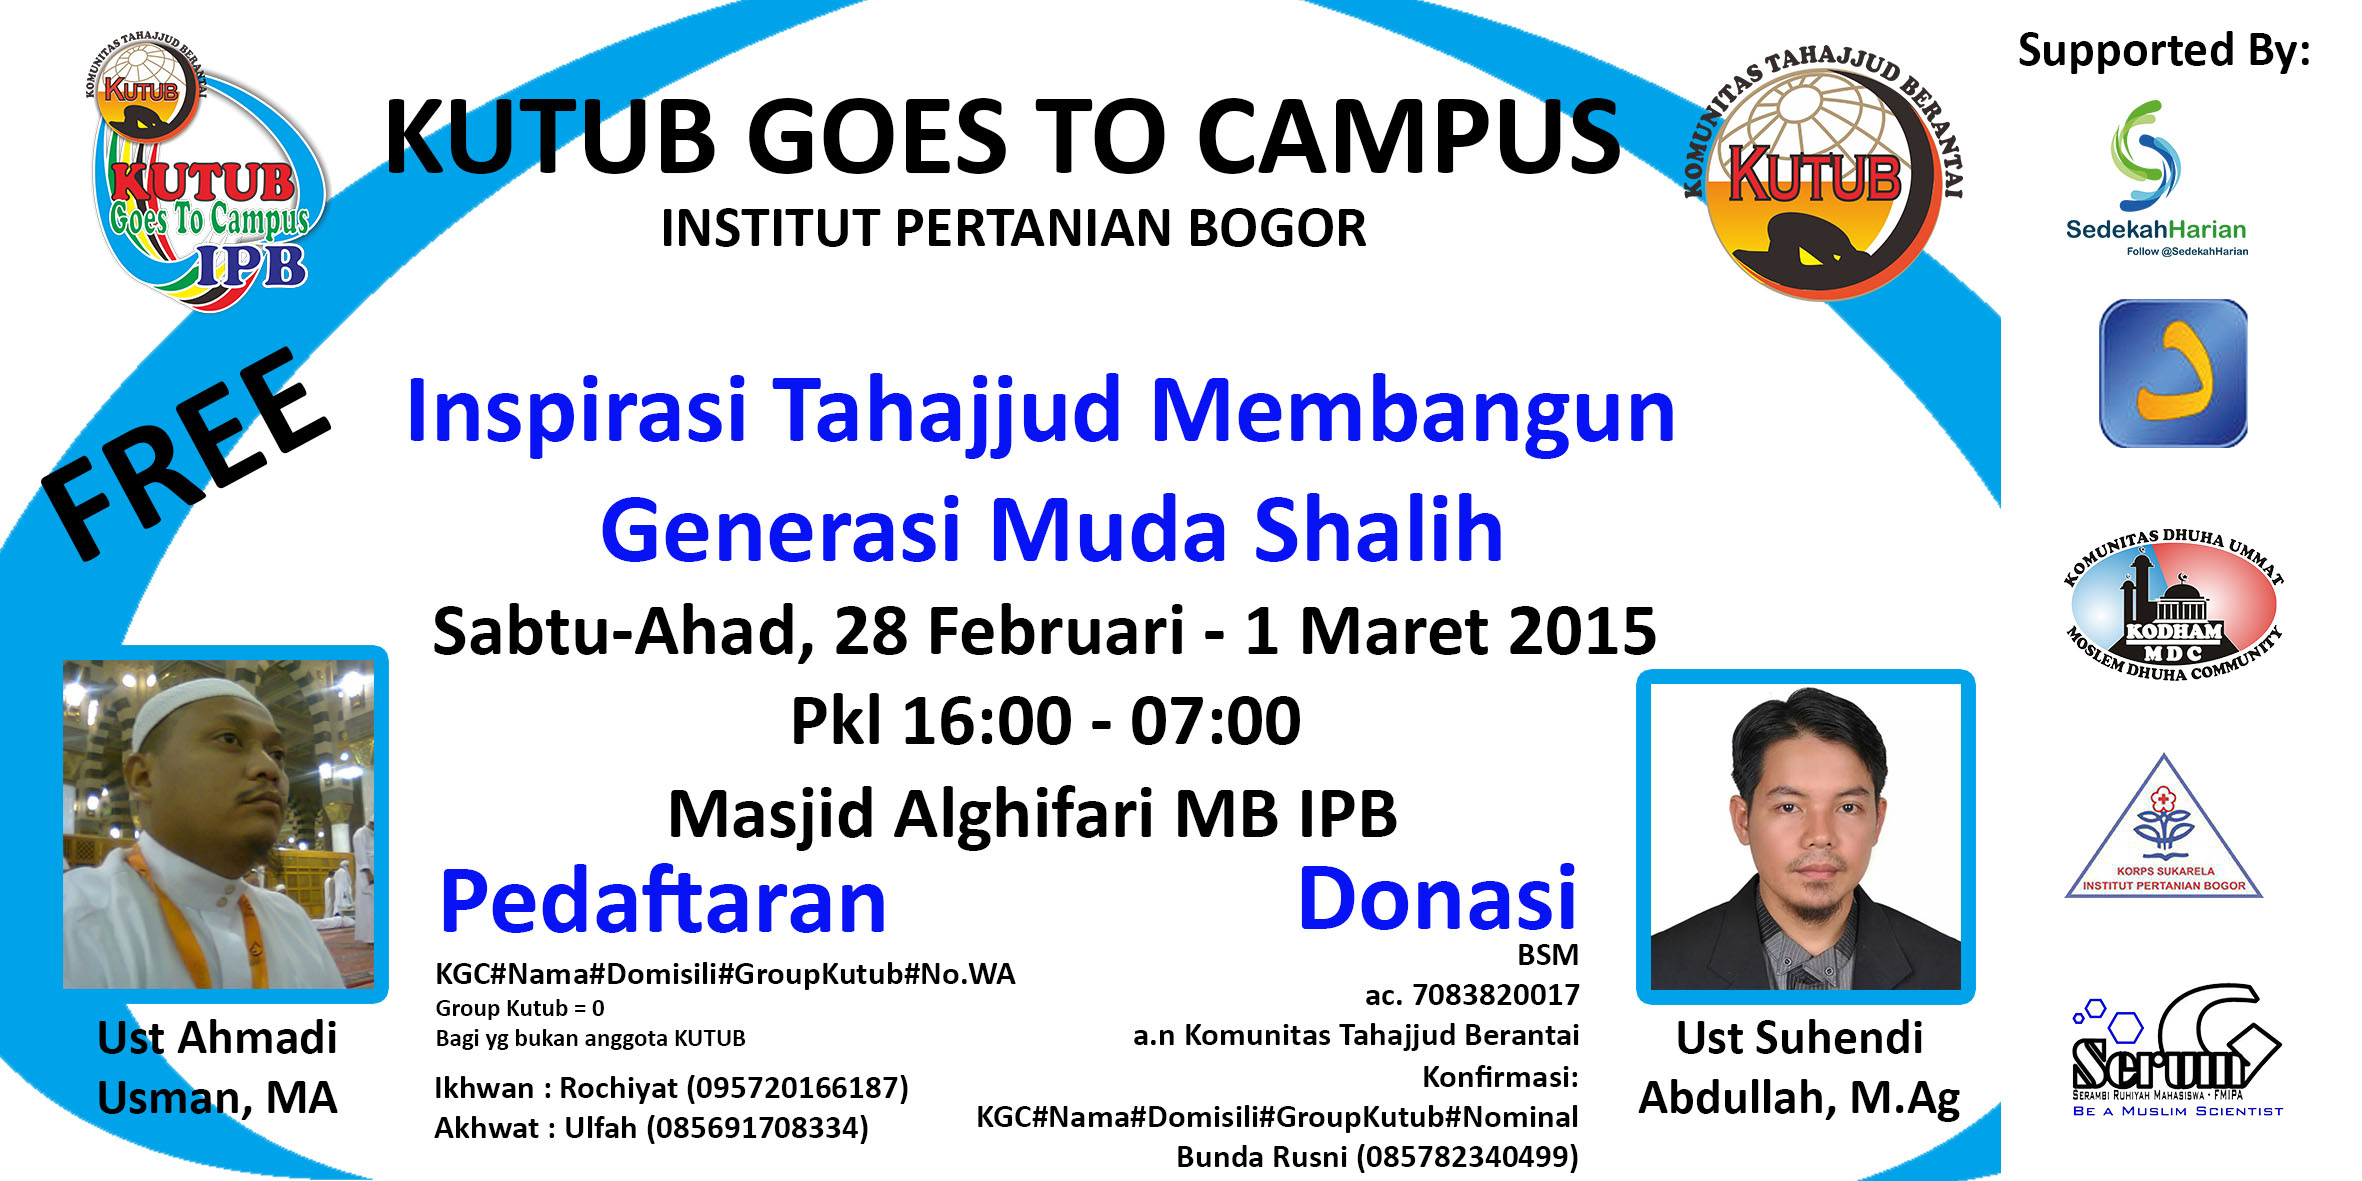 KOMUNITAS TAHAJJUD BERANTAI
KUTUB
KUTUB
Goes To Campus
IPB
KUTUB GOES TO CAMPUS
INSTITUT PERTANIAN BOGOR
KOMUNITAS TAHAJJUD BERANTAI
KUTUB
FREE
Inspirasi Tahajjud Membangun
Generasi Muda Shalih
Sabtu-Ahad, 28 Februari - 1 Maret 2015
Pkl 16:00 - 07:00
Masjid Alghifari MB IPB
Ust Ahmadi
Usman, MA
Pedaftaran
KGC#Nama#Domisili#GroupKutub#No.WA
Group Kutub = 0
Bagi yg bukan anggota KUTUB
Ikhwan : Rochiyat (095720166187)
Akhwat : Ulfah (085691708334)
Donasi
BSM
ac. 7083820017
a.n Komunitas Tahajjud Berantai
Konfirmasi:
KGC#Nama#Domisili#GroupKutub#Nominal
Bunda Rusni (085782340499)
Ust Suhendi
Abdullah, M.Ag
Supported By:
SedekahHarian
Follow @SedekahHarian
د
KOMUNITAS DHUHA UMMAT
KODHAM
MDC
MOSLEM DHUHA COMMUNITY
KORPS SUKARELA
INSTITUT PERTANIAN BOGOR
Serum
SERAMBI RUHIYAH MAHASISWA - FMIPA
BE A MUSLIM SCIENTIST